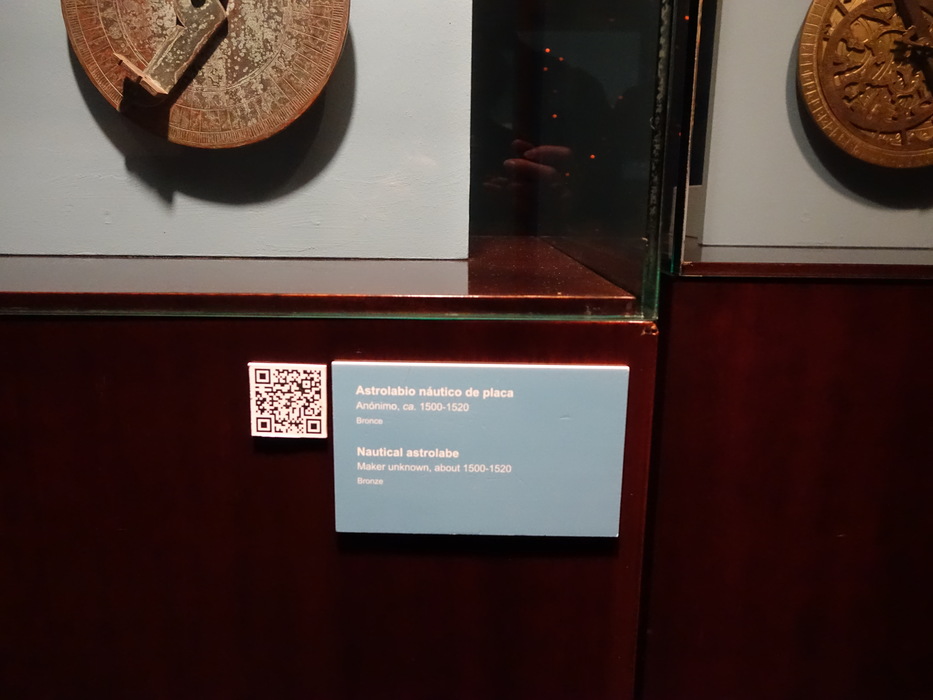 Astrolabio náutico de placa
Anónimo, ca. 1500-1520
Bronce
Nautical astrolabe
Maker unknown, about 1500-1520
Bronze